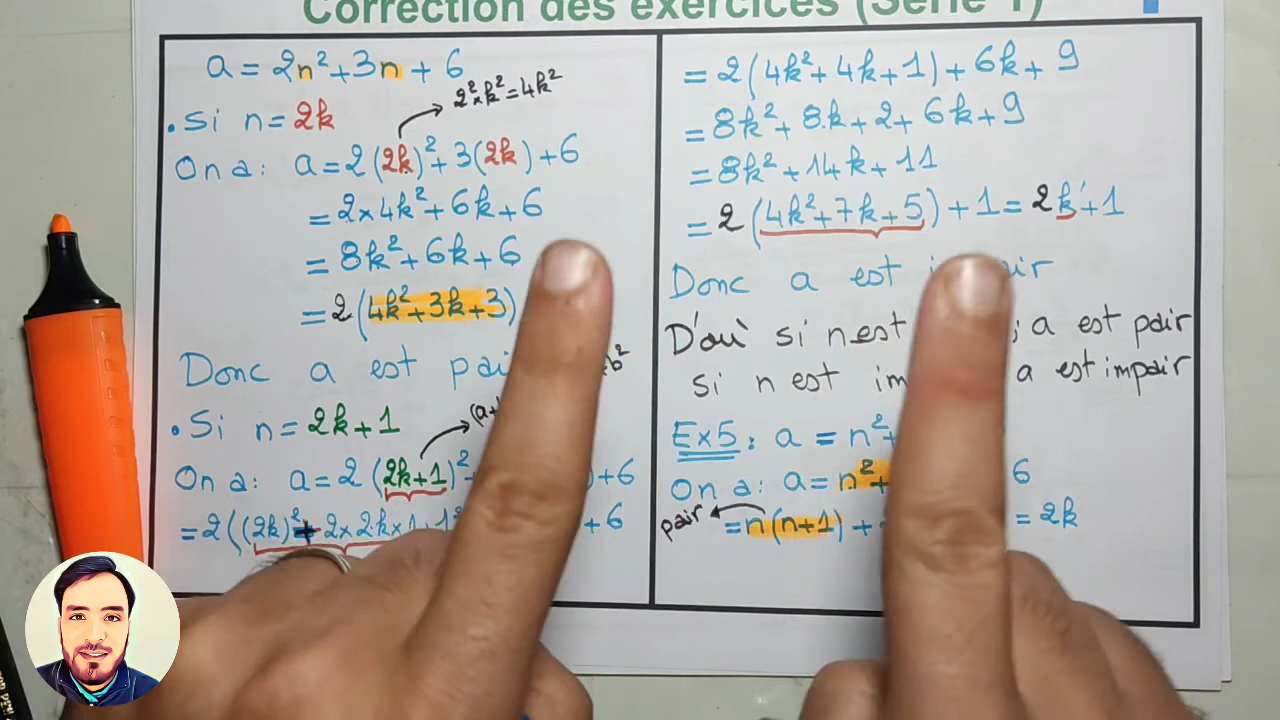 Correction des exercices (Série 1)
a = 2n² + 3n + 6
2² × k² = 4k²
• Si n = 2k
On a : a = 2(2k)² + 3(2k) + 6
= 2 × 4k² + 6k + 6
= 8k² + 6k + 6
= 2(4k² + 3k + 3)
Donc a est
• Si n = 2k + 1
On a : a = 2(2k+1)² +6
= 2((2k)² + 2×2k×1 + 6
= 2(4k² + 4k + 1) + 6k + 9
= 8k² + 8k + 2 + 6k + 9
= 8k² + 14k + 11
= 2(4k² + 7k + 5) + 1 = 2k' + 1
Donc a est
D'où si n est ; a est pair
si n est a est impair
Ex5 : a = n² +
On a : a = n² + 6
pair
= n(n+1) + = 2k